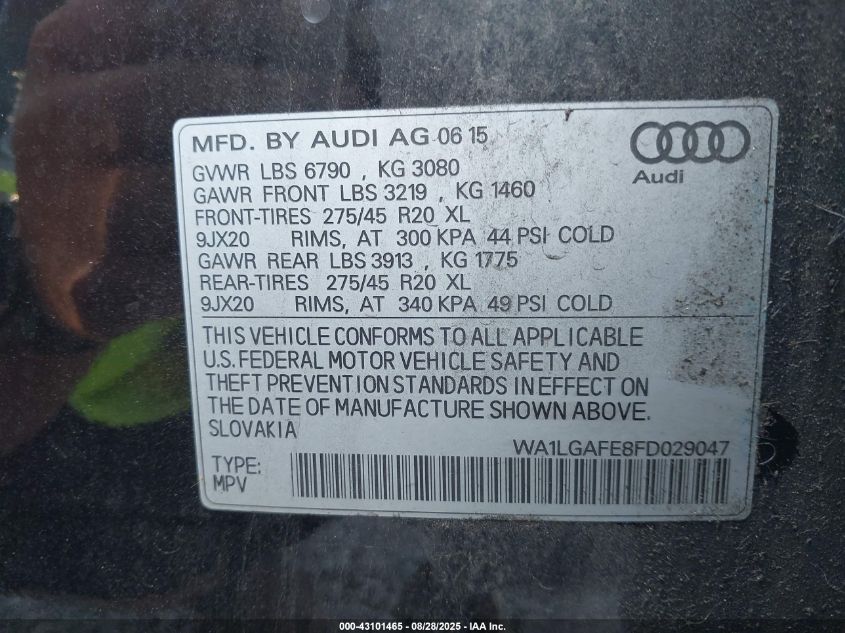 MFD. BY AUDI AG 06 15
Audi
GVWR LBS 6790 , KG 3080
GAWR FRONT LBS 3219 , KG 1460
FRONT-TIRES 275/45 R20 XL
9JX20 RIMS, AT 300 KPA 44 PSI COLD
GAWR REAR LBS 3913 , KG 1775
REAR-TIRES 275/45 R20 XL
9JX20 RIMS, AT 340 KPA 49 PSI COLD
THIS VEHICLE CONFORMS TO ALL APPLICABLE
U.S. FEDERAL MOTOR VEHICLE SAFETY AND
THEFT PREVENTION STANDARDS IN EFFECT ON
THE DATE OF MANUFACTURE SHOWN ABOVE.
SLOVAKIA
WA1LGAFE8FD029047
TYPE:
MPV
000-43101465 - 08/28/2025 - IAA Inc.